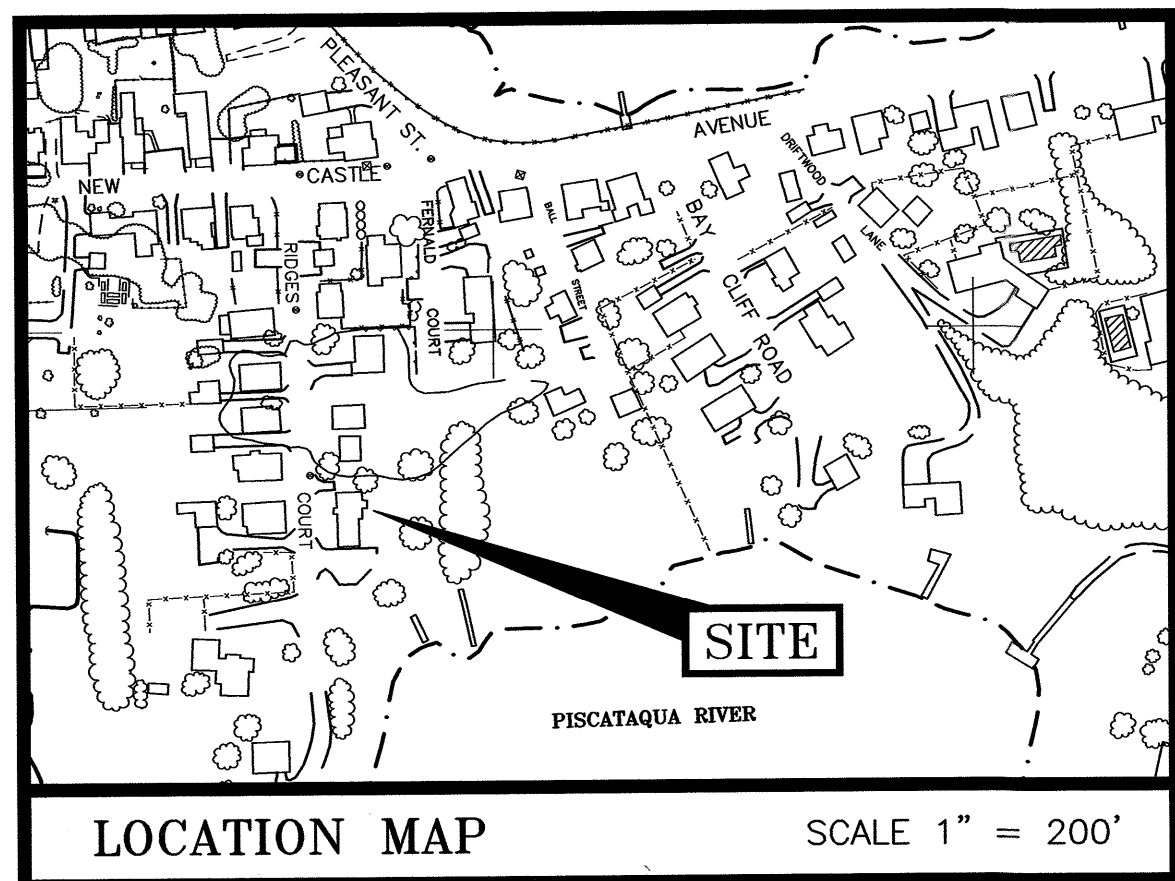 PLEASANT ST.
AVENUE
DRIFTWOOD
LANE
NEW
CASTLE
FERNALD
COURT
BALL
STREET
BAY
CLIFF
ROAD
RIDGES
COURT
SITE
PISCATAQUA RIVER
LOCATION MAP
SCALE 1" = 200'